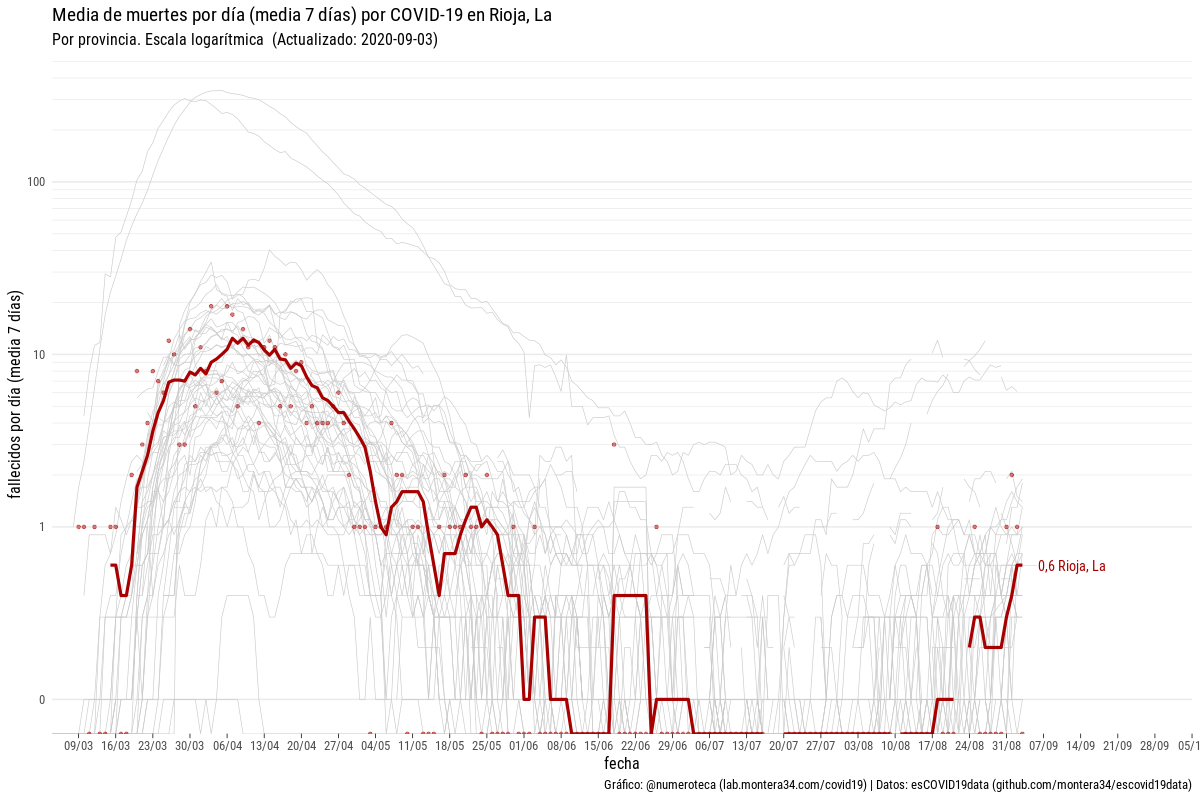 Media de muertes por día (media 7 días) por COVID-19 en Rioja, La
Por provincia. Escala logarítmica (Actualizado: 2020-09-03)
fallecidos por día (media 7 días)
100
10
1
0
0,6 Rioja, La
09/03 16/03 23/03 30/03 06/04 13/04 20/04 27/04 4/05 11/05 18/05 25/05 01/06 08/06 15/06 22/06 29/06 06/07 13/07 20/07 27/07 03/08 10/08 17/08 24/08 31/08 07/09 14/09 21/09 28/09 05/1
fecha
Gráfico: @numeroteca (lab.montera34.com/covid19) | Datos: esCOVID19data (github.com/montera34/escovid19data)